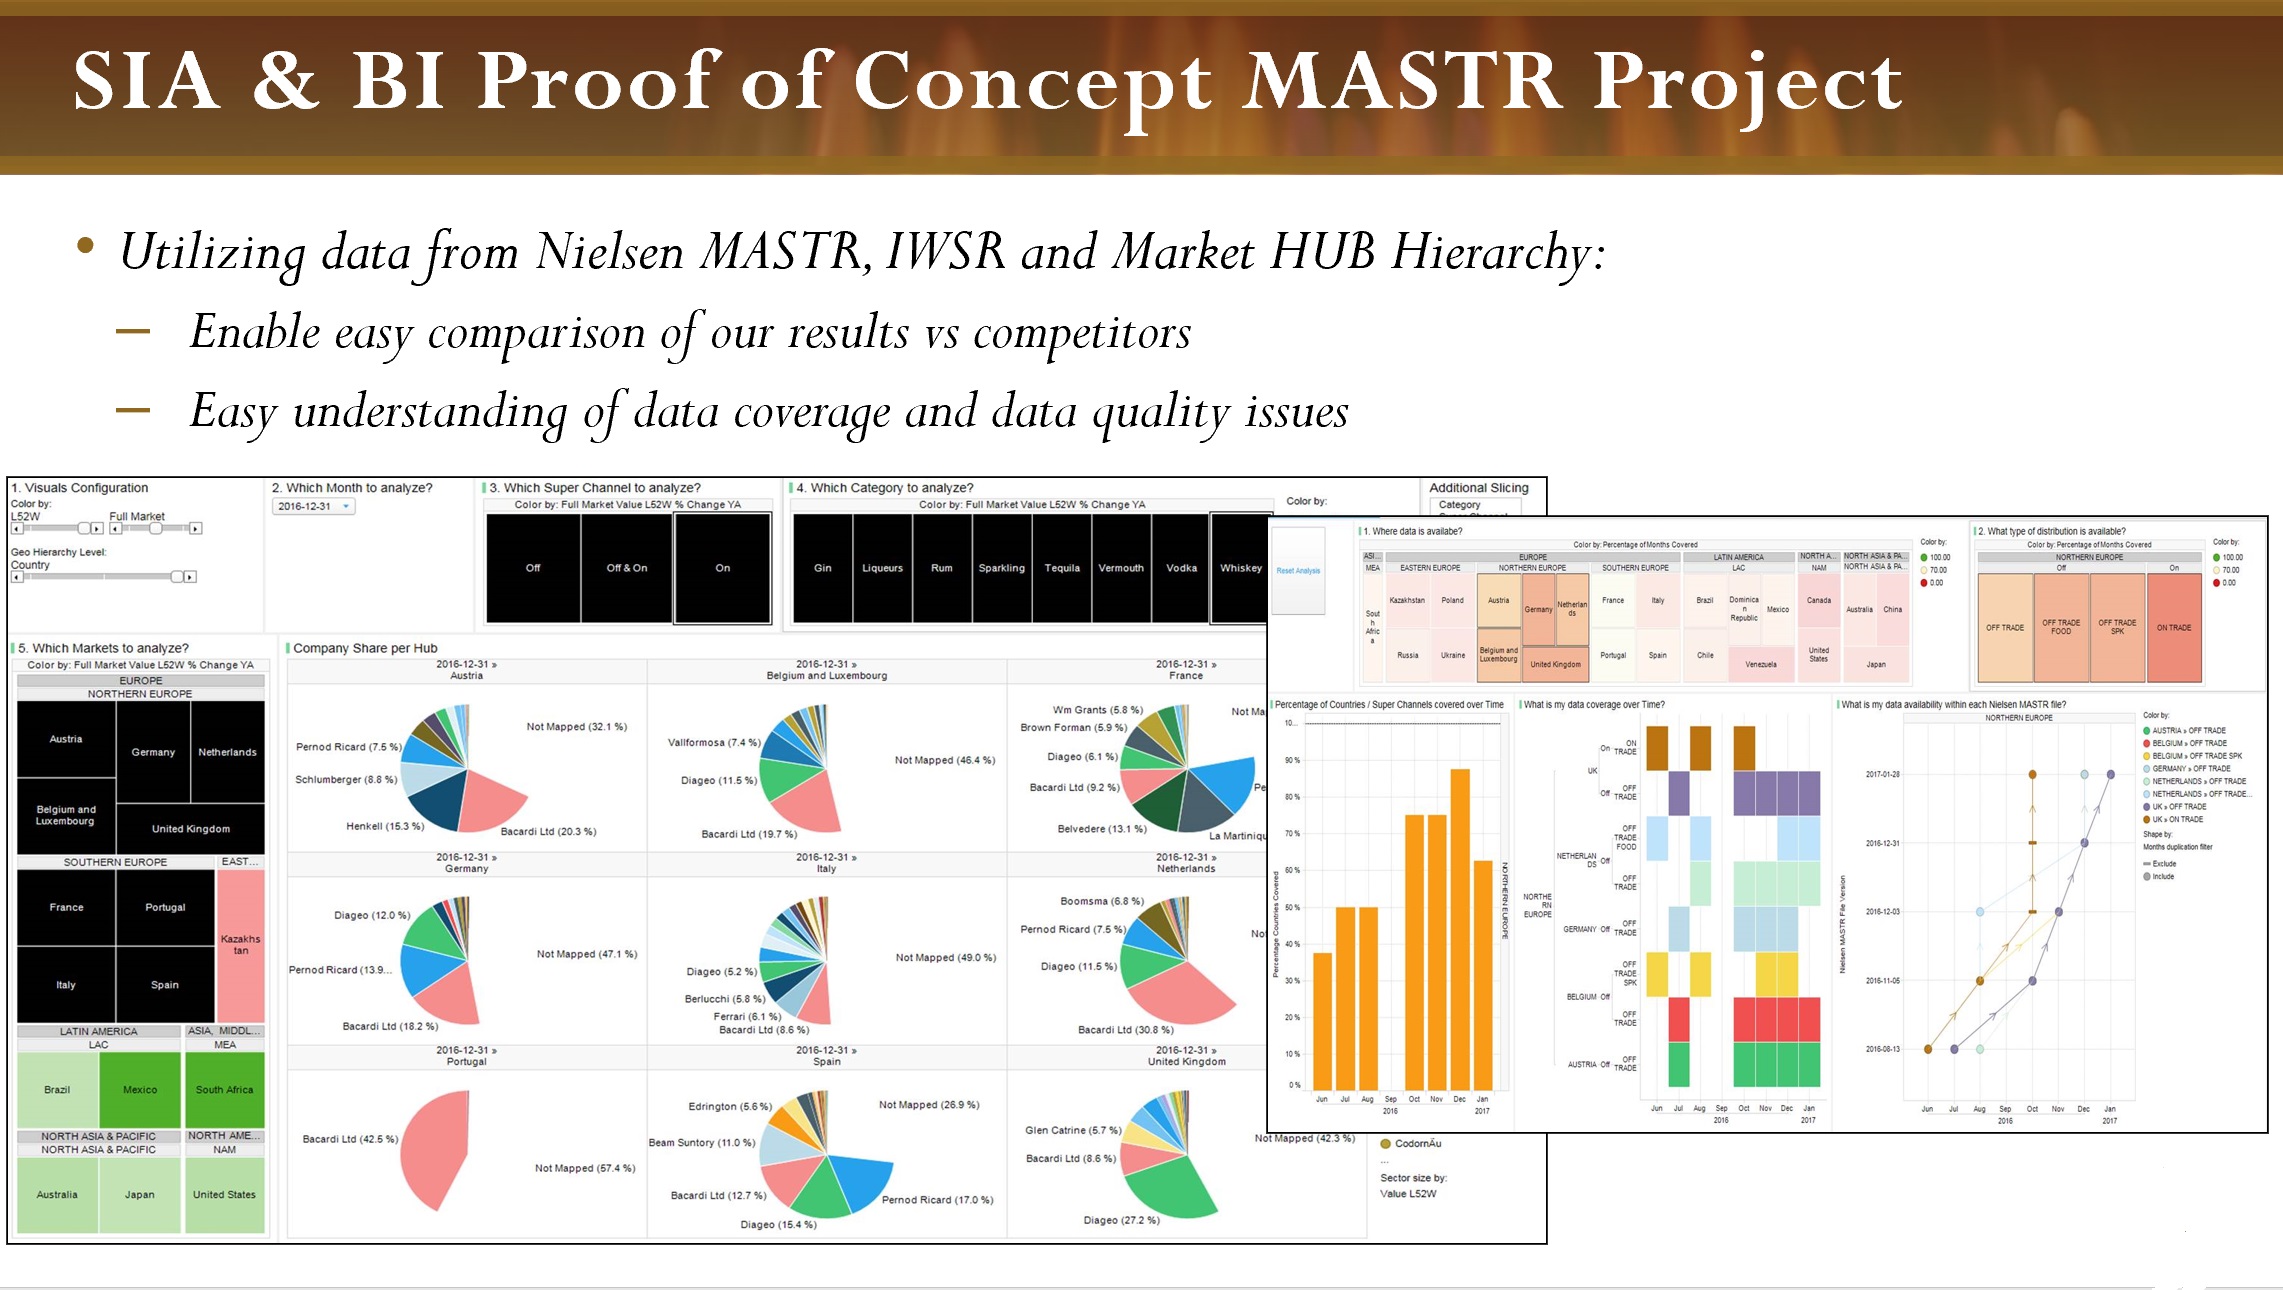 SIA & BI Proof of Concept MASTR Project
• Utilizing data from Nielsen MASTR, IWSR and Market HUB Hierarchy:
— Enable easy comparison of our results vs competitors
— Easy understanding of data coverage and data quality issues
1. Visuals Configuration
Color by:
L52W
Full Market
Geo Hierarchy Level:
Country
2. Which Month to analyze?
2016-12-31
3. Which Super Channel to analyze?
Color by: Full Market Value L52W % Change YA
Off
Off & On
On
4. Which Category to analyze?
Color by: Full Market Value L52W % Change YA
Gin
Liqueurs
Rum
Sparkling
Tequila
Vermouth
Vodka
Whiskey
Color by:
Additional Slicing
Category
5. Which Markets to analyze?
Color by: Full Market Value L52W % Change YA
EUROPE
NORTHERN EUROPE
Austria
Germany
Netherlands
Belgium and
Luxembourg
United Kingdom
SOUTHERN EUROPE
EAST...
France
Portugal
Kazakhs
tan
Italy
Spain
LATIN AMERICA
ASIA, MIDDL...
LAC
MEA
Brazil
Mexico
South Africa
NORTH ASIA & PACIFIC
NORTH AME...
NORTH ASIA & PACIFIC
NAM
Australia
Japan
United States
Company Share per Hub
2016-12-31 »
Austria
Not Mapped (32.1 %)
Pernod Ricard (7.5 %)
Schlumberger (8.8 %)
Henkell (15.3 %)
Bacardi Ltd (20.3 %)
2016-12-31 »
Belgium and Luxembourg
Vallformosa (7.4 %)
Not Mapped (46.4 %)
Diageo (11.5 %)
Bacardi Ltd (19.7 %)
2016-12-31 »
France
Wm Grants (5.8 %)
Not Ma
Brown Forman (5.9 %)
Diageo (6.1 %)
Bacardi Ltd (9.2 %)
Pe
Belvedere (13.1 %)
La Martiniqu
2016-12-31 »
Germany
Diageo (12.0 %)
Not Mapped (47.1 %)
Pernod Ricard (13.9...
Bacardi Ltd (18.2 %)
2016-12-31 »
Italy
Not Mapped (49.0 %)
Diageo (5.2 %)
Berlucchi (5.8 %)
Ferrari (6.1 %)
Bacardi Ltd (8.6 %)
2016-12-31 »
Netherlands
Boomsma (6.8 %)
Pernod Ricard (7.5 %)
No
Diageo (11.5 %)
Bacardi Ltd (30.8 %)
2016-12-31 »
Portugal
Bacardi Ltd (42.5 %)
Not Mapped (57.4 %)
2016-12-31 »
Spain
Edrington (5.6 %)
Not Mapped (26.9 %)
Beam Suntory (11.0 %)
Bacardi Ltd (12.7 %)
Pernod Ricard (17.0 %)
Diageo (15.4 %)
2016-12-31 »
United Kingdom
Glen Catrine (5.7 %)
Not Mapped (42.3 %)
Bacardi Ltd (8.6 %)
Diageo (27.2 %)
CodornÃu
...
Sector size by:
Value L52W
Reset Analysis
1. Where data is availabe?
Color by: Percentage of Months Covered
ASI...
EUROPE
LATIN AMERICA
NORTH A...
NORTH ASIA & PA...
MEA
EASTERN EUROPE
NORTHERN EUROPE
SOUTHERN EUROPE
LAC
NAM
NORTH ASIA & PA...
Sout
h
Afric
a
Kazakhstan
Poland
Russia
Ukraine
Austria
Germany
Netherlan
ds
Belgium and
Luxembourg
United Kingdom
France
Italy
Portugal
Spain
Brazil
Dominica
n
Republic
Mexico
Chile
Venezuela
Canada
United
States
Australia
China
Japan
Color by:
100.00
70.00
0.00
2. What type of distribution is available?
Color by: Percentage of Months Covered
NORTHERN EUROPE
Off
On
OFF TRADE
OFF TRADE
FOOD
OFF TRADE
SPK
ON TRADE
Color by:
100.00
70.00
0.00
Percentage of Countries / Super Channels covered over Time
10...
90 %
80 %
70 %
60 %
50 %
40 %
30 %
20 %
10 %
0 %
Percentage Countries Covered
NORTHERN EUROPE
Jun Jul Aug Sep Oct Nov Dec Jan
2016 2017
What is my data coverage over Time?
NORTHE
RN
EUROPE
UK
On
ON
TRADE
Off
OFF
TRADE
NETHERLAN
DS
Off
OFF
TRADE
FOOD
OFF
TRADE
GERMANY Off
OFF
TRADE
BELGIUM Off
OFF
TRADE
SPK
OFF
TRADE
AUSTRIA Off
OFF
TRADE
Jun Jul Aug Sep Oct Nov Dec Jan
2016 2017
What is my data availability within each Nielsen MASTR file?
NORTHERN EUROPE
Nielsen MASTR File Version
2017-01-28
2016-12-31
2016-12-03
2016-11-05
2016-08-13
Jun Jul Aug Sep Oct Nov Dec Jan
2016 2017
Color by:
AUSTRIA » OFF TRADE
BELGIUM » OFF TRADE
BELGIUM » OFF TRADE SPK
GERMANY » OFF TRADE
NETHERLANDS » OFF TRADE
NETHERLANDS » OFF TRADE...
UK » OFF TRADE
UK » ON TRADE
Shape by:
Months duplication filter
Exclude
Include